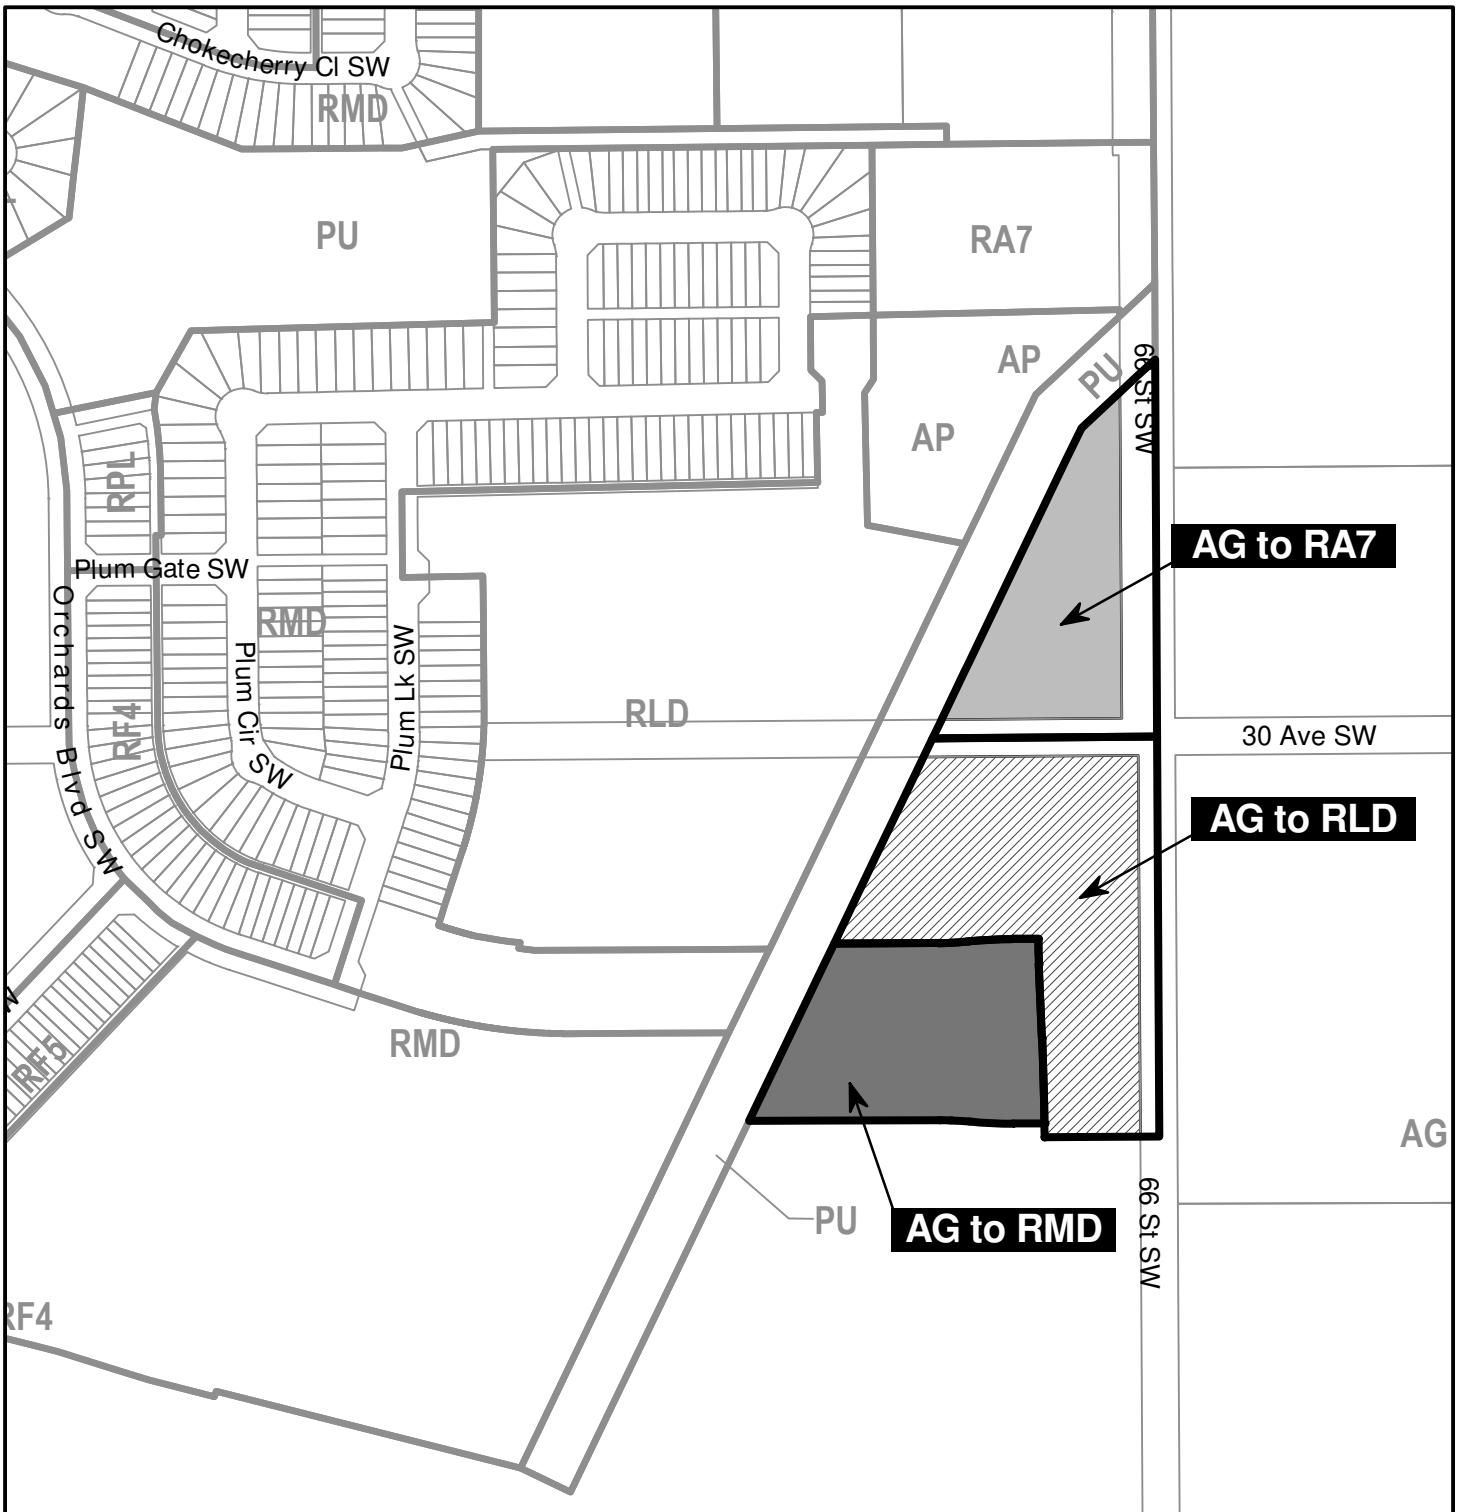 Chokecherry Cl SW
RMD
PU
RA7
AP
PU
66 St SW
AP
RPL
AG to RA7
Plum Gate SW
Orchards Blvd SW
RMD
Plum Cir SW
Plum Lk SW
RF4
RLD
30 Ave SW
AG to RLD
RF5
RMD
AG
PU
AG to RMD
66 St SW
RF4